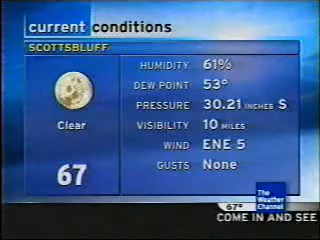 current conditions
SCOTTSBLUFF
Clear
67
HUMIDITY 61%
DEW POINT 53°
PRESSURE 30.21 INCHES S
VISIBILITY 10 MILES
WIND ENE 5
GUSTS None
67°
The Weather Channel
COME IN AND SEE